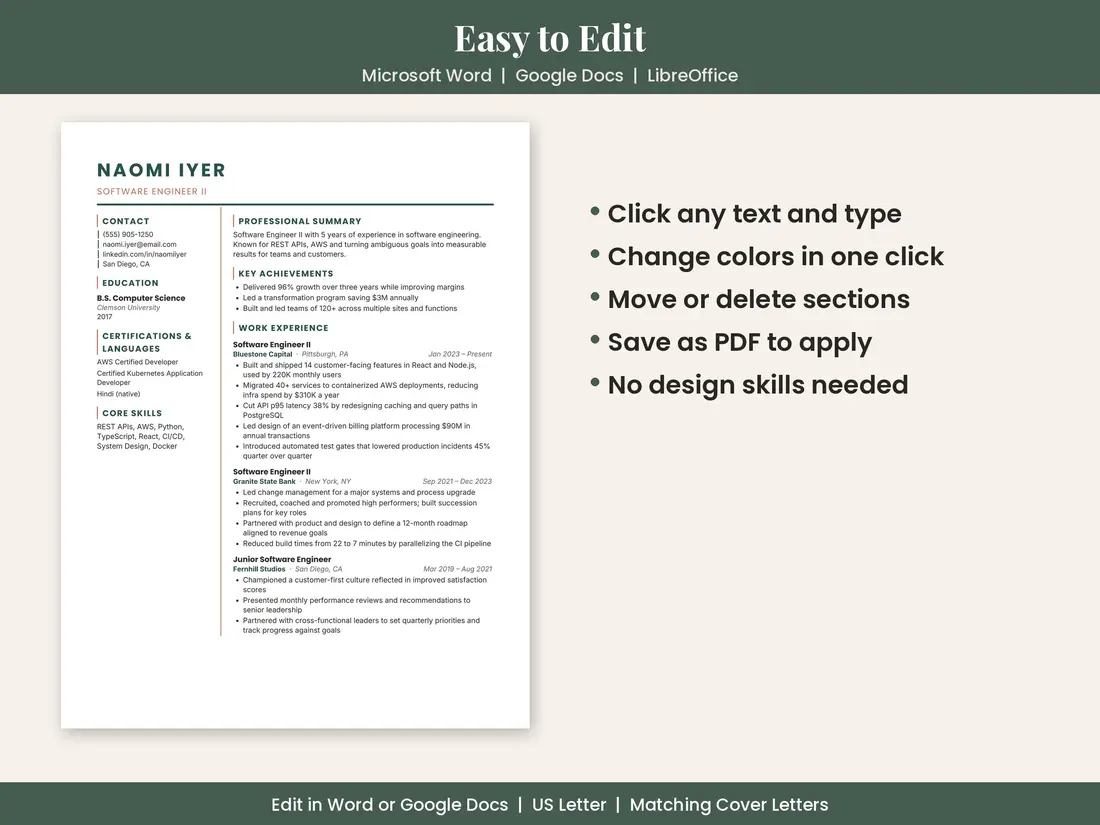 Easy to Edit
Microsoft Word | Google Docs | LibreOffice
NAOMI IYER
SOFTWARE ENGINEER II
CONTACT
(555) 905-1250
naomi.iyer@email.com
linkedin.com/in/naomiiyer
San Diego, CA
EDUCATION
B.S. Computer Science
Clemson University
2017
CERTIFICATIONS &
LANGUAGES
AWS Certified Developer
Certified Kubernetes Application
Developer
Hindi (native)
CORE SKILLS
REST APIs, AWS, Python,
TypeScript, React, CI/CD,
System Design, Docker
PROFESSIONAL SUMMARY
Software Engineer II with 5 years of experience in software engineering.
Known for REST APIs, AWS and turning ambiguous goals into measurable
results for teams and customers.
KEY ACHIEVEMENTS
• Delivered 96% growth over three years while improving margins
• Led a transformation program saving $3M annually
• Built and led teams of 120+ across multiple sites and functions
WORK EXPERIENCE
Software Engineer II
Bluestone Capital · Pittsburgh, PA Jan 2023 – Present
• Built and shipped 14 customer-facing features in React and Node.js,
used by 220K monthly users
• Migrated 40+ services to containerized AWS deployments, reducing
infra spend by $310K a year
• Cut API p95 latency 38% by redesigning caching and query paths in
PostgreSQL
• Led design of an event-driven billing platform processing $90M in
annual transactions
• Introduced automated test gates that lowered production incidents 45%
quarter over quarter
Software Engineer II
Granite State Bank · New York, NY Sep 2021 – Dec 2023
• Led change management for a major systems and process upgrade
• Recruited, coached and promoted high performers; built succession
plans for key roles
• Partnered with product and design to define a 12-month roadmap
aligned to revenue goals
• Reduced build times from 22 to 7 minutes by parallelizing the CI pipeline
Junior Software Engineer
Fernhill Studios · San Diego, CA Mar 2019 – Aug 2021
• Championed a customer-first culture reflected in improved satisfaction
scores
• Presented monthly performance reviews and recommendations to
senior leadership
• Partnered with cross-functional leaders to set quarterly priorities and
track progress against goals
• Click any text and type
• Change colors in one click
• Move or delete sections
• Save as PDF to apply
• No design skills needed
Edit in Word or Google Docs | US Letter | Matching Cover Letters